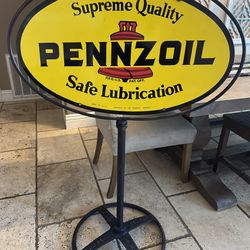 Supreme Quality
PENNZOIL
Safe Lubrication